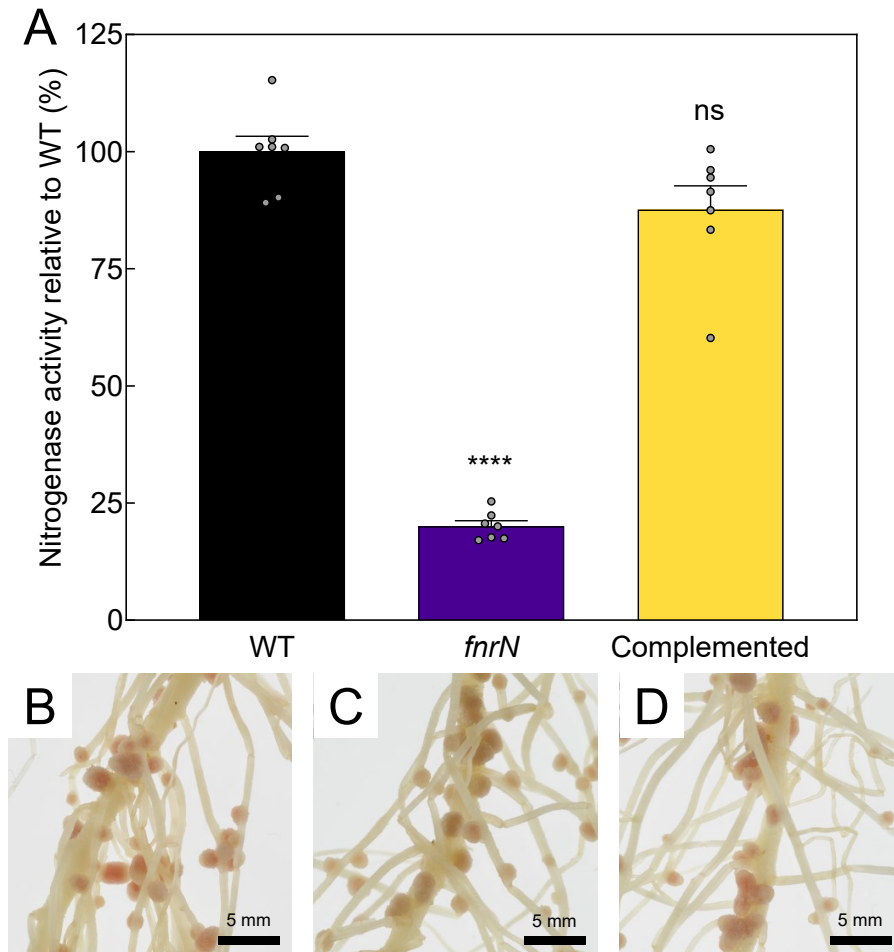 A
Nitrogenase activity relative to WT (%)
125
100
75
50
25
0
ns
****
WT
fnrN
Complemented
B
5 mm
C
5 mm
D
5 mm